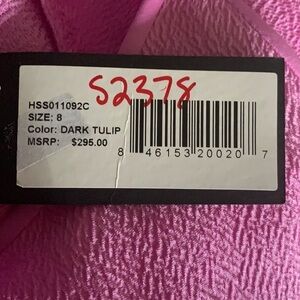 S2378
HSS011092C
SIZE: 8
Color: DARK TULIP
MSRP: $295.00
8 46153 20020 7